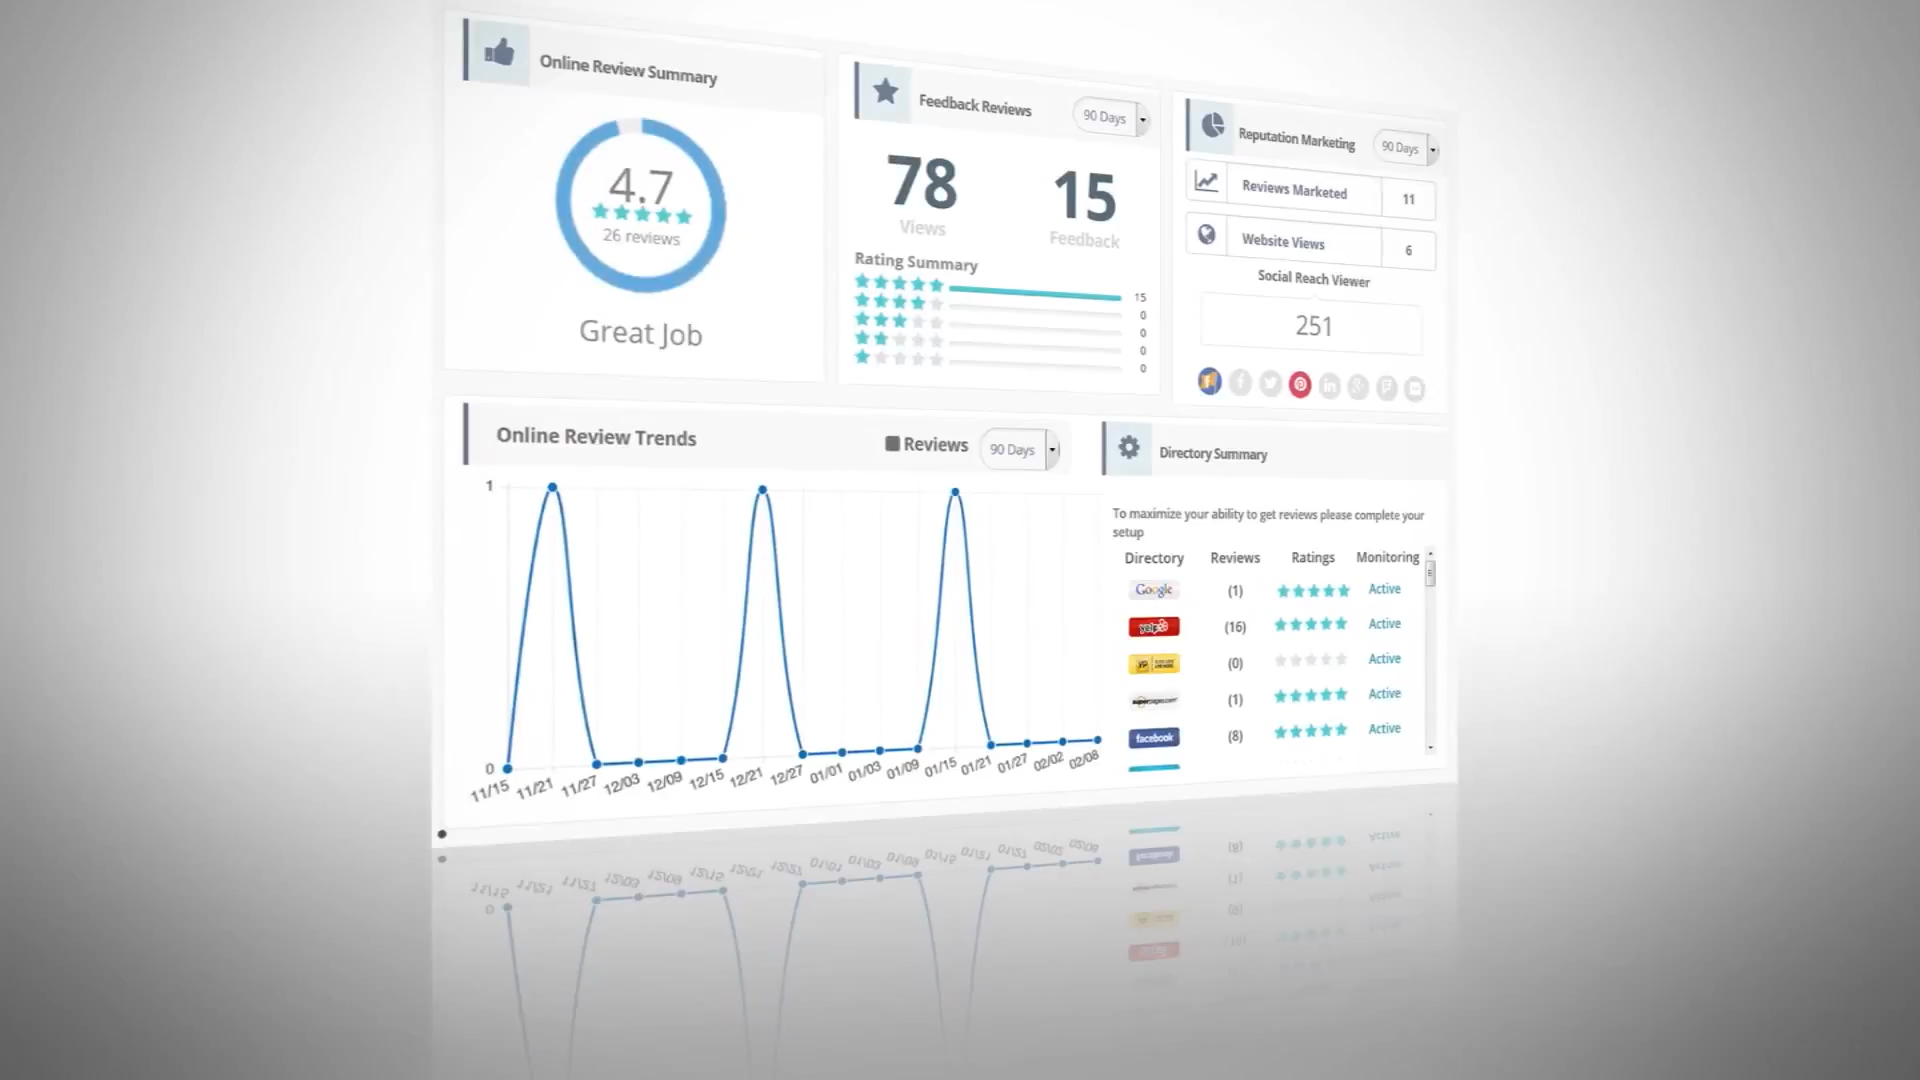 Online Review Summary
4.7
26 reviews
Great Job
Feedback Reviews
90 Days
78
Views
15
Feedback
Rating Summary
15
0
0
0
0
Reputation Marketing
90 Days
Reviews Marketed
11
Website Views
6
Social Reach Viewer
251
Online Review Trends
Reviews
90 Days
1
0
11/15 11/21 11/27 12/03 12/09 12/15 12/21 12/27 01/01 01/03 01/09 01/15 01/21 01/27 02/02 02/08
Directory Summary
To maximize your ability to get reviews please complete your
setup
Directory Reviews Ratings Monitoring
Google (1) Active
yelp (16) Active
YP (0) Active
superpages.com (1) Active
facebook (8) Active